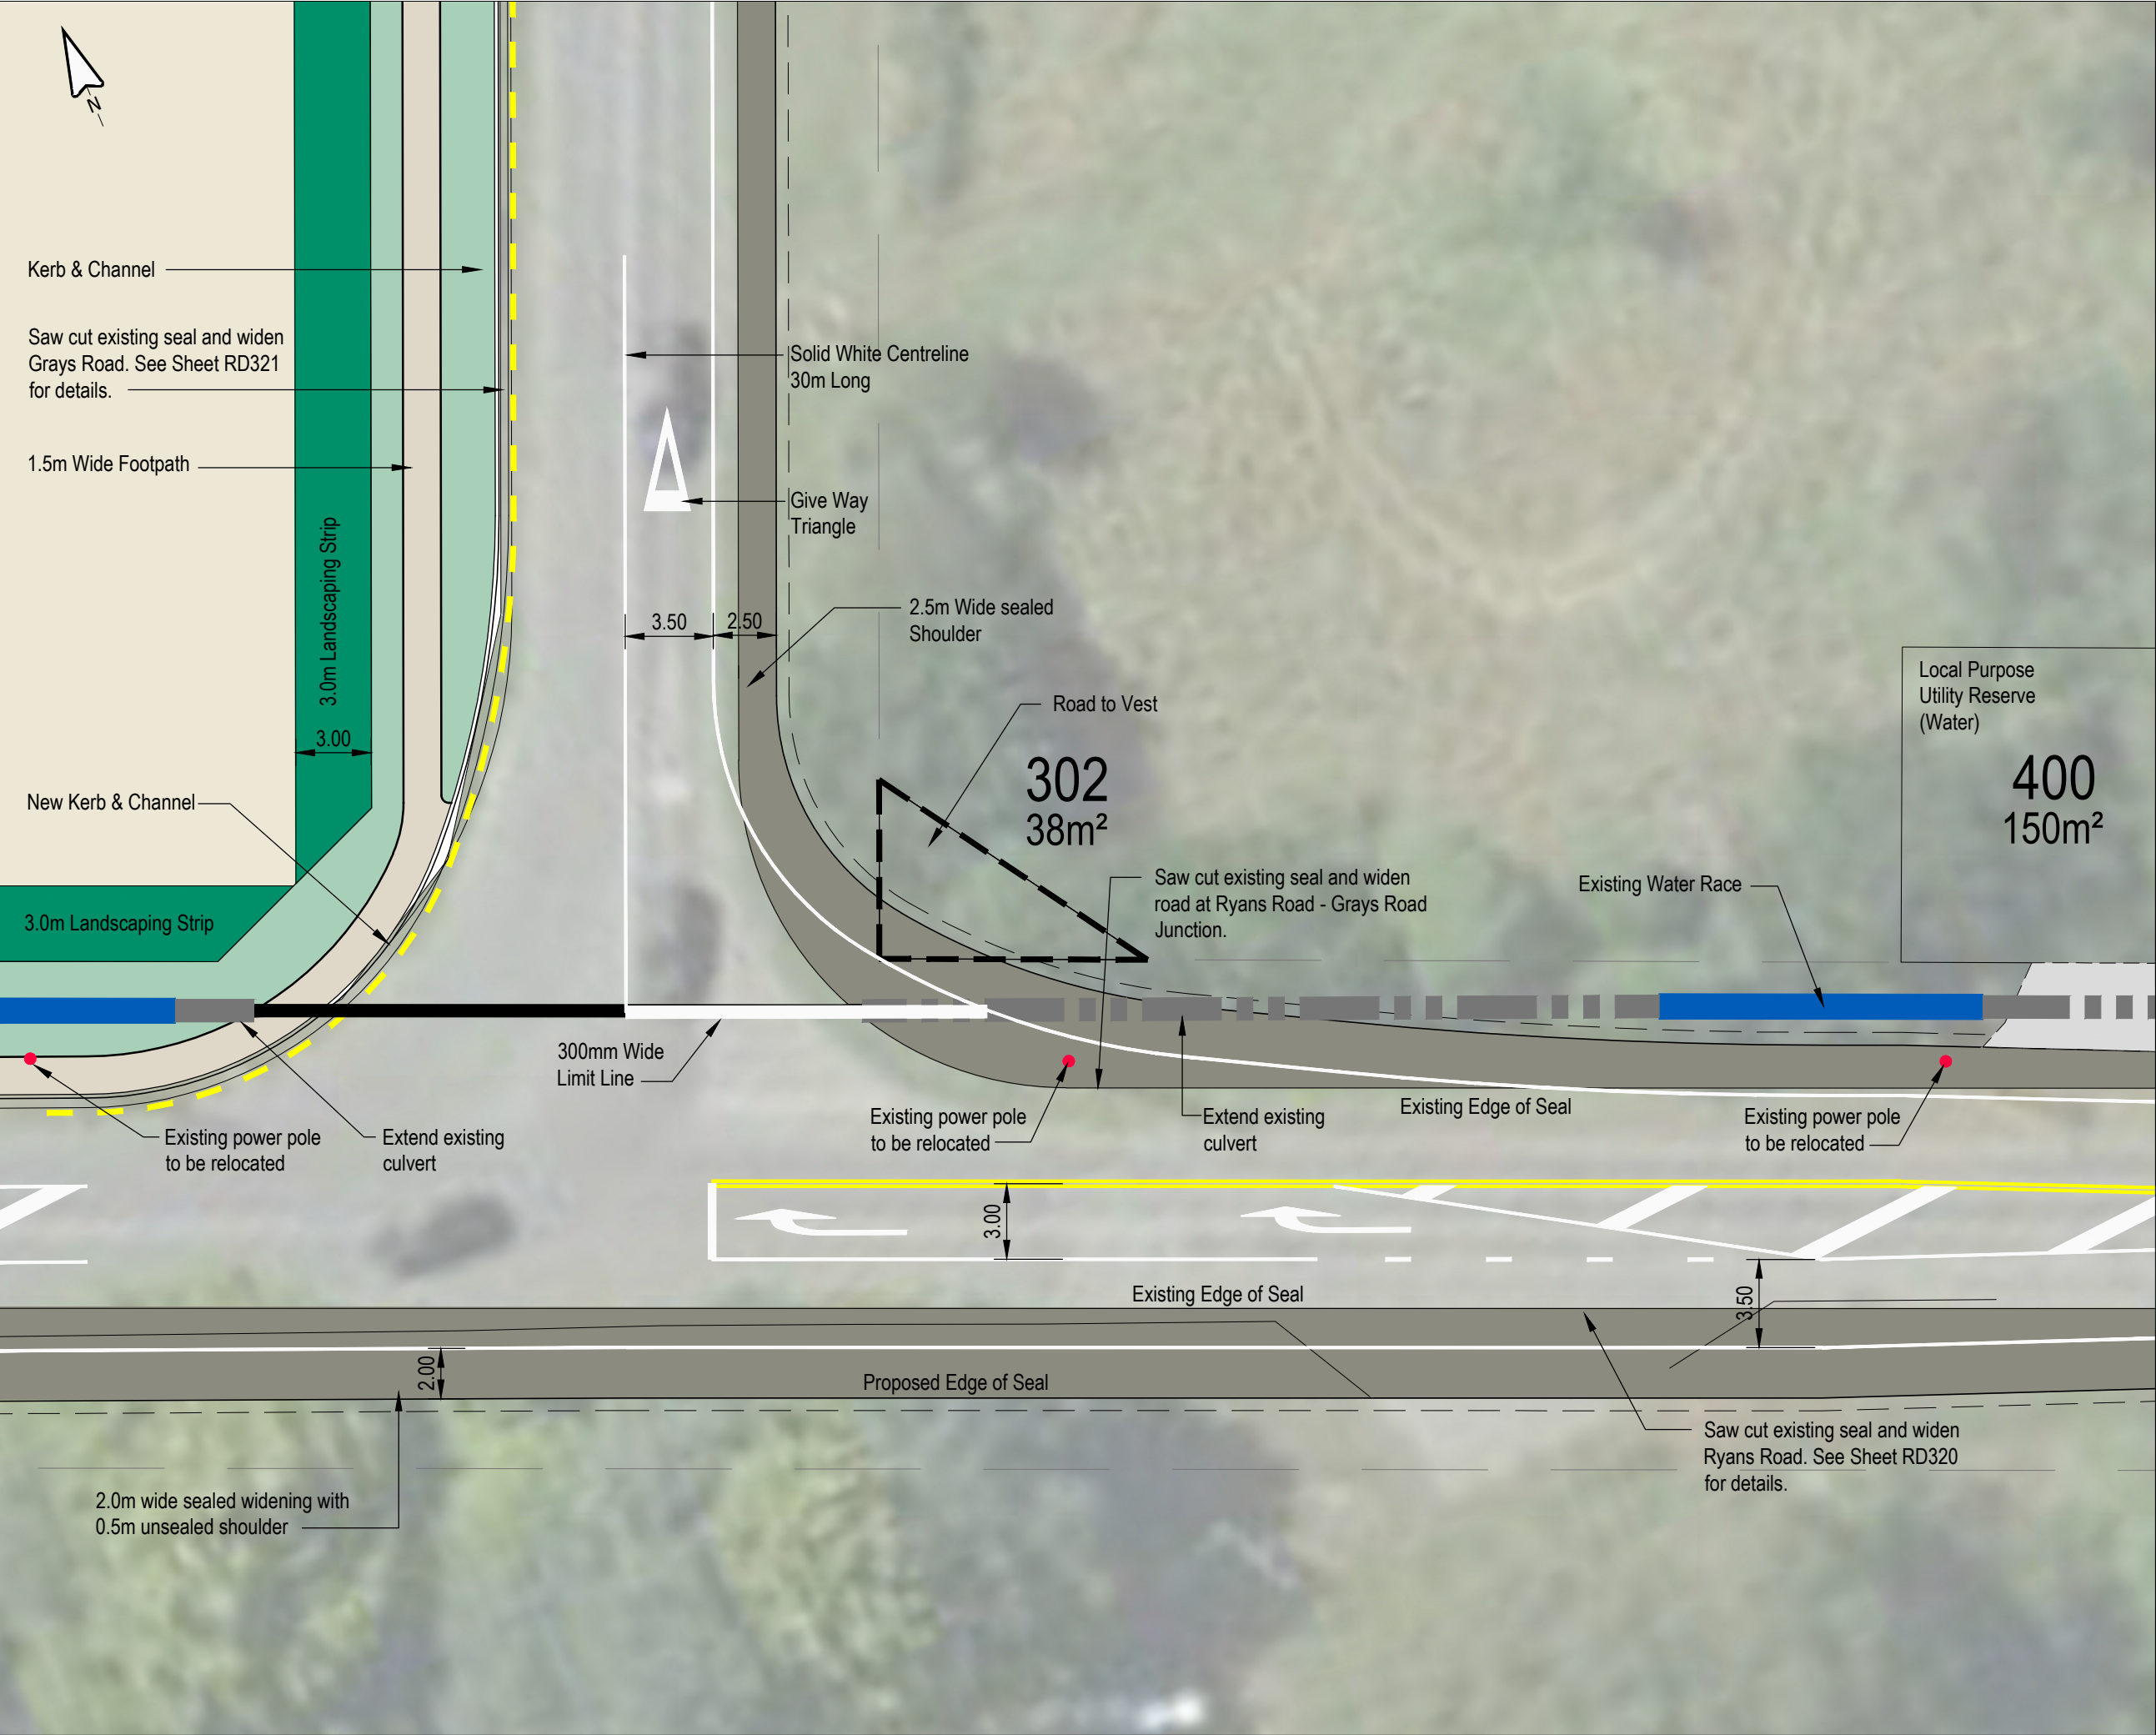 N
Kerb & Channel
Saw cut existing seal and widen
Grays Road. See Sheet RD321
for details.
1.5m Wide Footpath
3.0m Landscaping Strip
3.00
New Kerb & Channel
3.0m Landscaping Strip
Solid White Centreline
30m Long
Give Way
Triangle
3.50
2.50
2.5m Wide sealed
Shoulder
Road to Vest
302
38m²
Saw cut existing seal and widen
road at Ryans Road - Grays Road
Junction.
Local Purpose
Utility Reserve
(Water)
400
150m²
Existing Water Race
300mm Wide
Limit Line
Existing power pole
to be relocated
Extend existing
culvert
Existing power pole
to be relocated
Extend existing
culvert
Existing Edge of Seal
Existing power pole
to be relocated
3.00
Existing Edge of Seal
3.50
2.00
Proposed Edge of Seal
Saw cut existing seal and widen
Ryans Road. See Sheet RD320
for details.
2.0m wide sealed widening with
0.5m unsealed shoulder